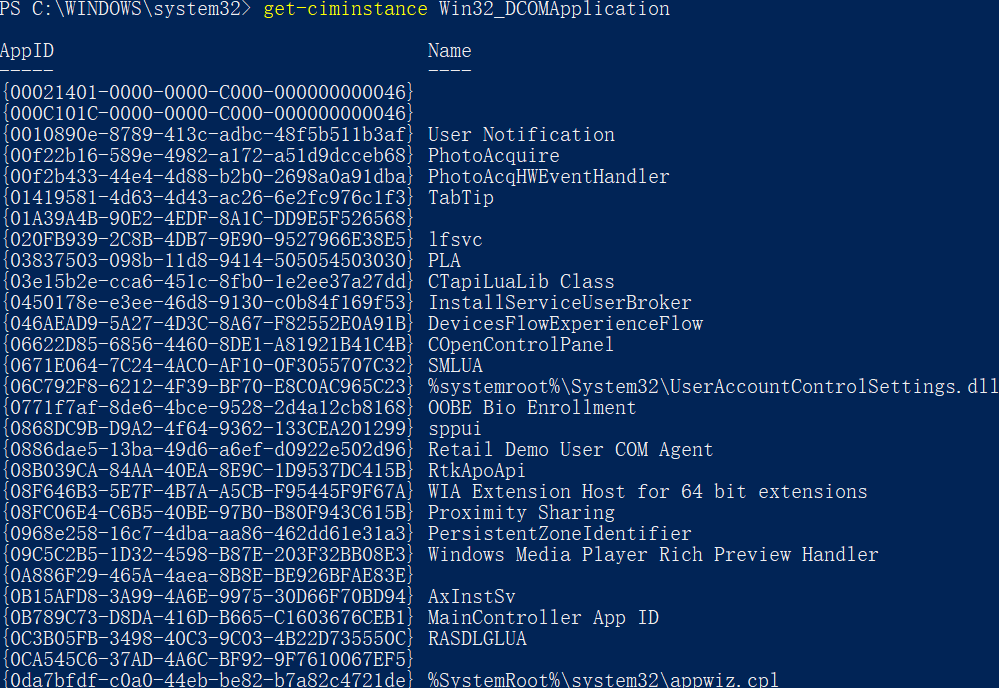 PS C:\WINDOWS\system32> get-ciminstance Win32_DCOMApplication
AppID Name
----- ----
{00021401-0000-0000-C000-000000000046}
{000C101C-0000-0000-C000-000000000046}
{0010890e-8789-413c-adbc-48f5b511b3af} User Notification
{00f22b16-589e-4982-a172-a51d9dcceb68} PhotoAcquire
{00f2b433-44e4-4d88-b2b0-2698a0a91dba} PhotoAcqHWEventHandler
{01419581-4d63-4d43-ac26-6e2fc976c1f3} TabTip
{01A39A4B-90E2-4EDF-8A1C-DD9E5F526568}
{020FB939-2C8B-4DB7-9E90-9527966E38E5} lfsvc
{03837503-098b-11d8-9414-505054503030} PLA
{03e15b2e-cca6-451c-8fb0-1e2ee37a27dd} CTapiLuaLib Class
{0450178e-e3ee-46d8-9130-c0b84f169f53} InstallServiceUserBroker
{046AEAD9-5A27-4D3C-8A67-F82552E0A91B} DevicesFlowExperienceFlow
{06622D85-6856-4460-8DE1-A81921B41C4B} COpenControlPanel
{0671E064-7C24-4AC0-AF10-0F3055707C32} SMLUA
{06C792F8-6212-4F39-BF70-E8C0AC965C23} %systemroot%\System32\UserAccountControlSettings.dll
{0771f7af-8de6-4bce-9528-2d4a12cb8168} OOBE Bio Enrollment
{0868DC9B-D9A2-4f64-9362-133CEA201299} sppui
{0886dae5-13ba-49d6-a6ef-d0922e502d96} Retail Demo User COM Agent
{08B039CA-84AA-40EA-8E9C-1D9537DC415B} RtkApoApi
{08F646B3-5E7F-4B7A-A5CB-F95445F9F67A} WIA Extension Host for 64 bit extensions
{08FC06E4-C6B5-40BE-97B0-B80F943C615B} Proximity Sharing
{0968e258-16c7-4dba-aa86-462dd61e31a3} PersistentZoneIdentifier
{09C5C2B5-1D32-4598-B87E-203F32BB08E3} Windows Media Player Rich Preview Handler
{0A886F29-465A-4aea-8B8E-BE926BFAE83E}
{0B15AFD8-3A99-4A6E-9975-30D66F70BD94} AxInstSv
{0B789C73-D8DA-416D-B665-C1603676CEB1} MainController App ID
{0C3B05FB-3498-40C3-9C03-4B22D735550C} RASDLGLUA
{0CA545C6-37AD-4A6C-BF92-9F7610067EF5}
{0da7bfdf-c0a0-44eb-be82-b7a82c4721de} %SystemRoot%\system32\appwiz.cpl